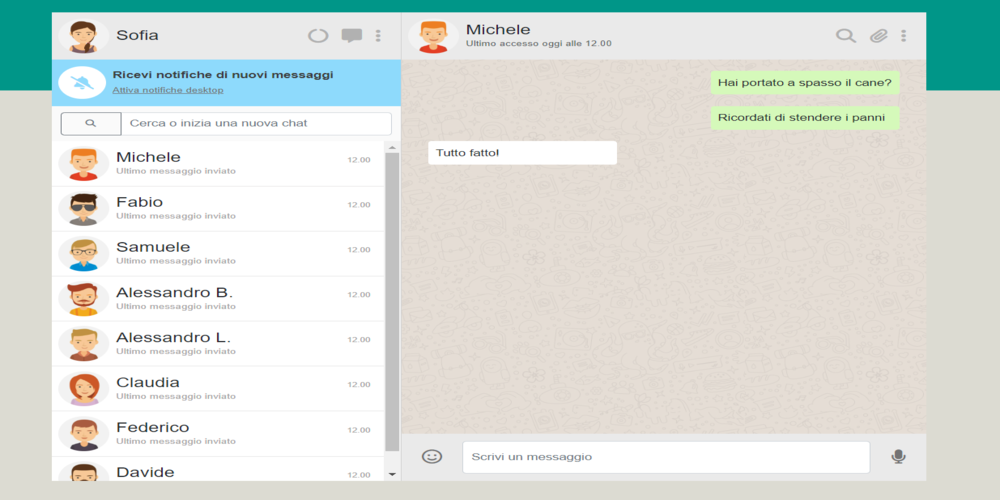 Sofia
Ricevi notifiche di nuovi messaggi
Attiva notifiche desktop
Cerca o inizia una nuova chat
Michele
12.00
Ultimo messaggio inviato
Fabio
12.00
Ultimo messaggio inviato
Samuele
12.00
Ultimo messaggio inviato
Alessandro B.
12.00
Ultimo messaggio inviato
Alessandro L.
12.00
Ultimo messaggio inviato
Claudia
12.00
Ultimo messaggio inviato
Federico
12.00
Ultimo messaggio inviato
Davide
12.00
Michele
Ultimo accesso oggi alle 12.00
Hai portato a spasso il cane?
Ricordati di stendere i panni
Tutto fatto!
Scrivi un messaggio